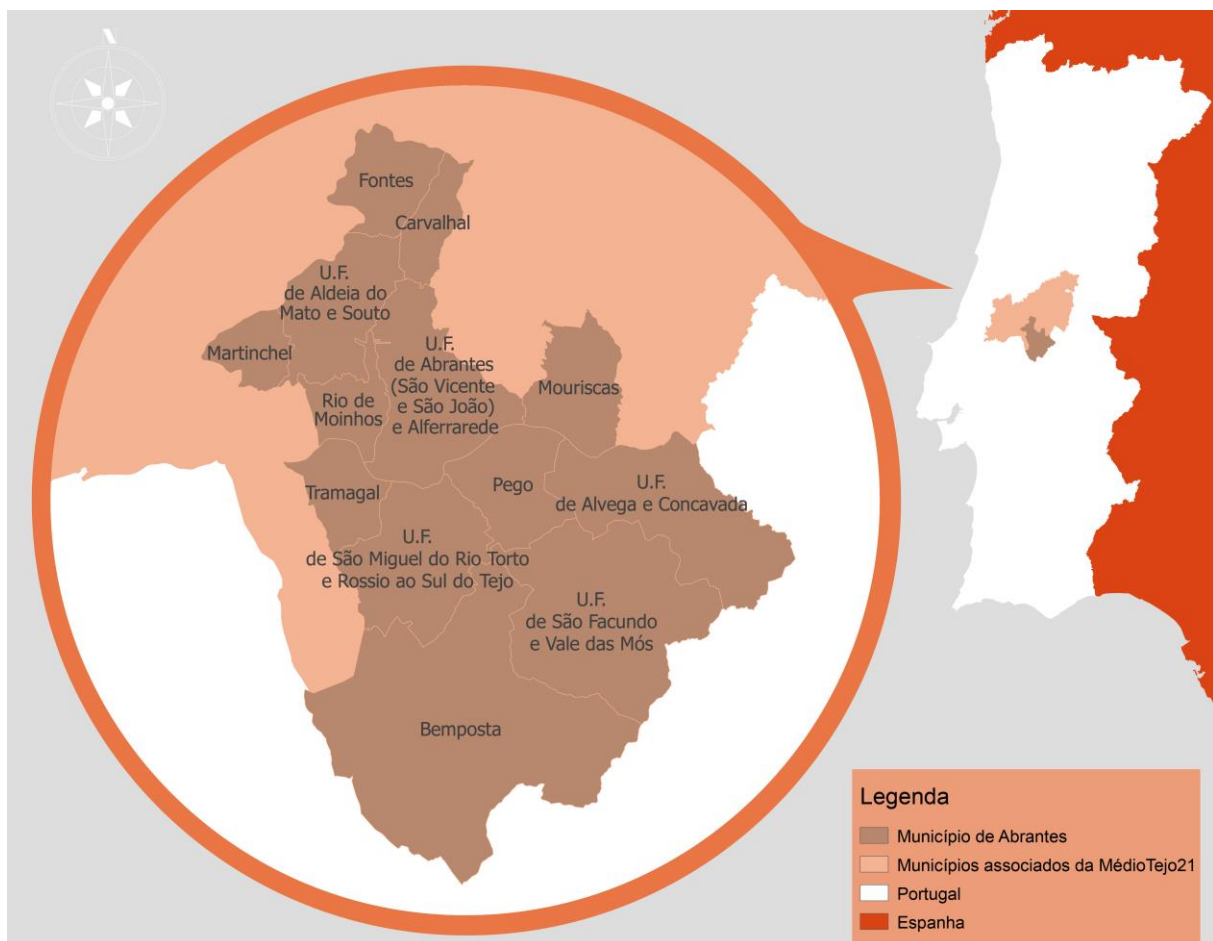 N
Fontes
Carvalhal
U.F.
de Aldeia do
Mato e Souto
Martinchel
U.F.
de Abrantes
(São Vicente
e São João)
e Alferrarede
Mouriscas
Rio de
Moinhos
Tramagal
Pego
U.F.
de Alvega e Concavada
U.F.
de São Miguel do Rio Torto
e Rossio ao Sul do Tejo
U.F.
de São Facundo
e Vale das Mós
Bemposta
Legenda
Município de Abrantes
Municípios associados da MédioTejo21
Portugal
Espanha